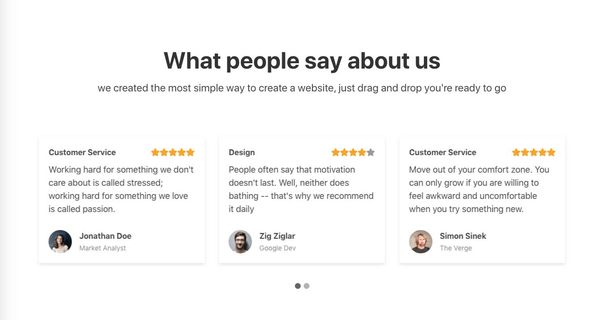 What people say about us
we created the most simple way to create a website, just drag and drop you're ready to go
Customer Service
Working hard for something we don't
care about is called stressed;
working hard for something we love
is called passion.
Jonathan Doe
Market Analyst
Design
People often say that motivation
doesn't last. Well, neither does
bathing -- that's why we recommend
it daily
Zig Ziglar
Google Dev
Customer Service
Move out of your comfort zone. You
can only grow if you are willing to
feel awkward and uncomfortable
when you try something new.
Simon Sinek
The Verge